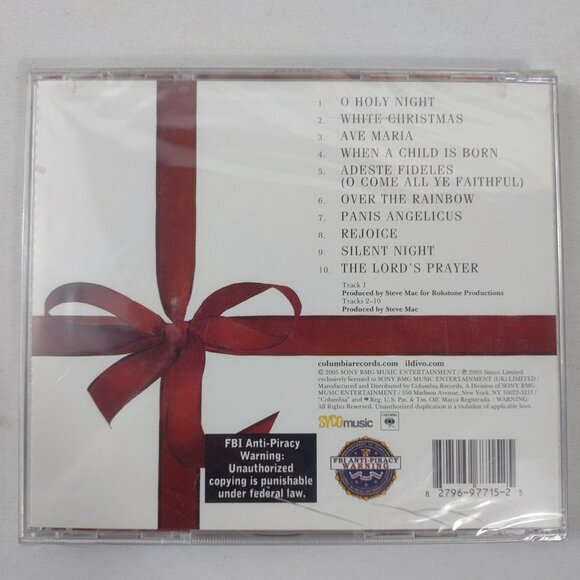 1. O HOLY NIGHT
2. WHITE CHRISTMAS
3. AVE MARIA
4. WHEN A CHILD IS BORN
5. ADESTE FIDELES
(O COME ALL YE FAITHFUL)
6. OVER THE RAINBOW
7. PANIS ANGELICUS
8. REJOICE
9. SILENT NIGHT
10. THE LORD'S PRAYER
Track 1
Produced by Steve Mac for Rokstone Productions
Tracks 2-10
Produced by Steve Mac
columbiarecords.com ildivo.com
© 2005 SONY BMG MUSIC ENTERTAINMENT / ℗ 2005 Simco Limited
exclusively licensed to SONY BMG MUSIC ENTERTAINMENT (UK) LIMITED /
Manufactured and Distributed by Columbia Records, A Division of SONY BMG
MUSIC ENTERTAINMENT / 550 Madison Avenue, New York, NY 10022-3211 /
"Columbia" and Reg. U.S. Pat. & Tm. Off. Marca Registrada. / WARNING:
All Rights Reserved. Unauthorized duplication is a violation of applicable laws.
SYCOmusic
FBI Anti-Piracy
Warning:
Unauthorized
copying is punishable
under federal law.
FBI ANTI-PIRACY
WARNING
8 27969-77152 5